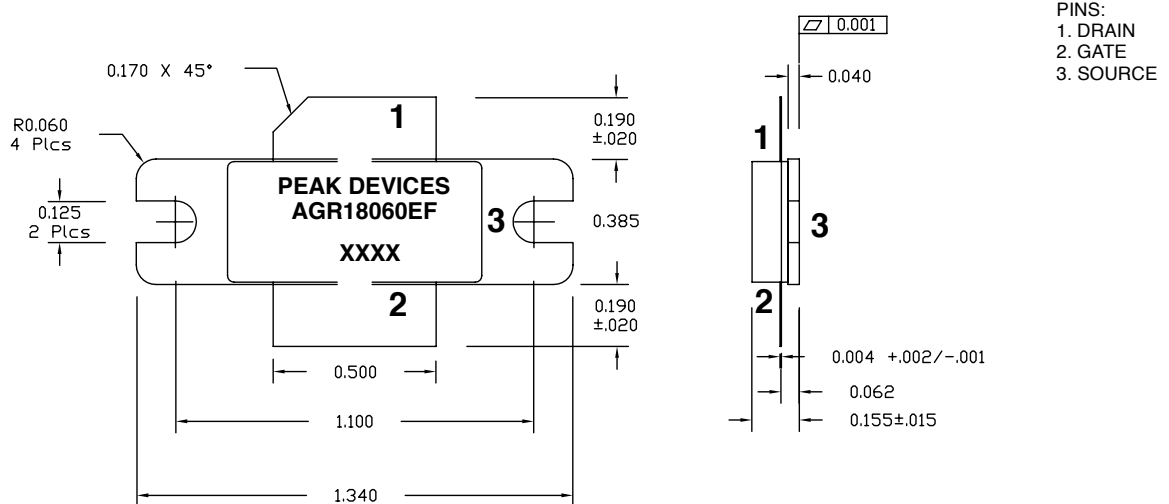 PINS:
1. DRAIN
2. GATE
3. SOURCE
0.001
0.040
0.170 X 45°
R0.060
4 Plcs
1
0.190
±.020
1
PEAK DEVICES
AGR18060EF
XXXX
3
0.125
2 Plcs
0.385
3
2
0.190
±.020
2
0.004 +.002/-.001
0.500
0.062
1.100
0.155±.015
1.340